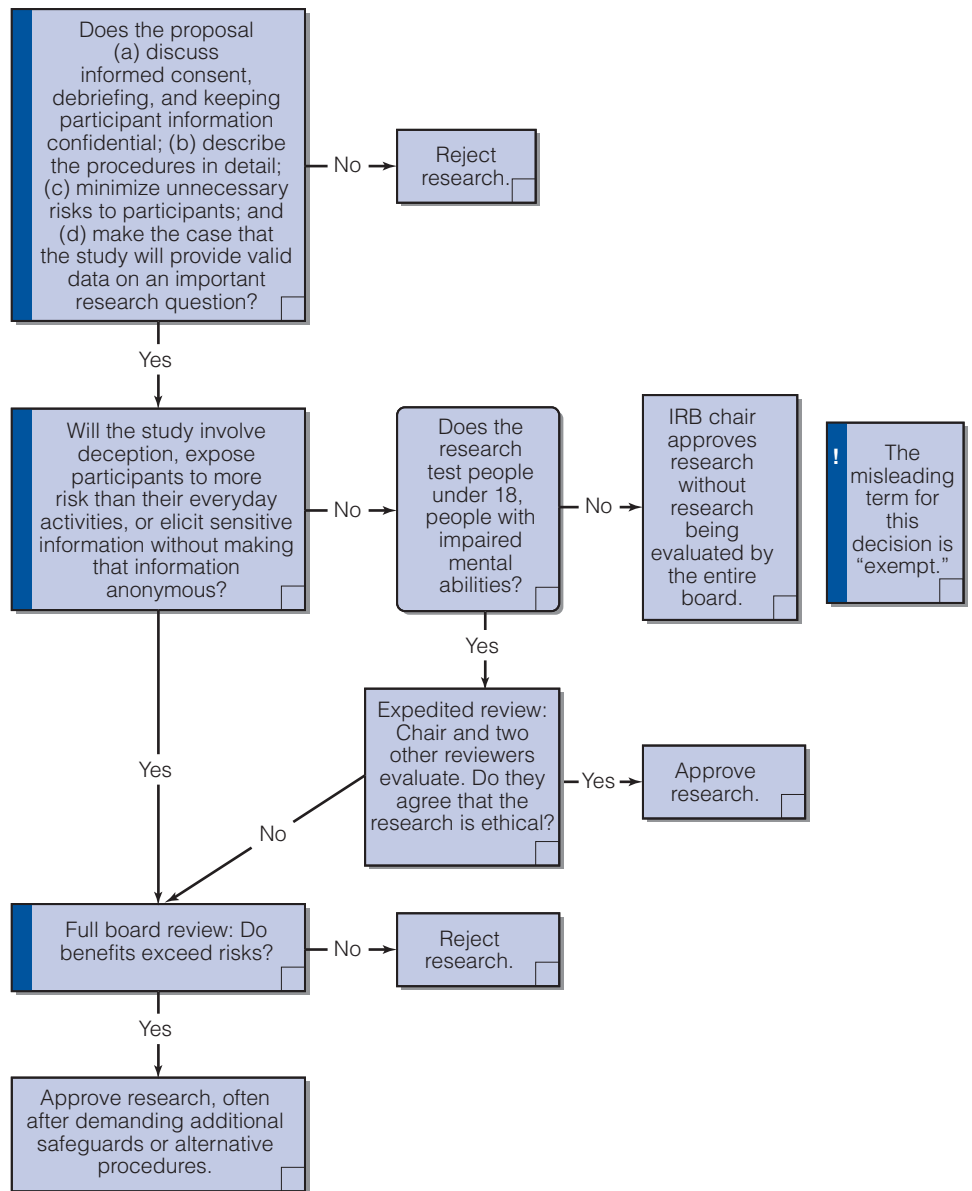 Does the proposal
(a) discuss
informed consent,
debriefing, and keeping
participant information
confidential; (b) describe
the procedures in detail;
(c) minimize unnecessary
risks to participants; and
(d) make the case that
the study will provide valid
data on an important
research question?
No
Reject
research.
Yes
Will the study involve
deception, expose
participants to more
risk than their everyday
activities, or elicit sensitive
information without making
that information
anonymous?
No
Does the
research
test people
under 18,
people with
impaired
mental
abilities?
No
IRB chair
approves
research
without
research
being
evaluated by
the entire
board.
!
The
misleading
term for
this
decision is
“exempt.”
Yes
Expedited review:
Chair and two
other reviewers
evaluate. Do they
agree that the
research is ethical?
Yes
Approve
research.
No
Yes
Full board review: Do
benefits exceed risks?
No
Reject
research.
Yes
Approve research, often
after demanding additional
safeguards or alternative
procedures.